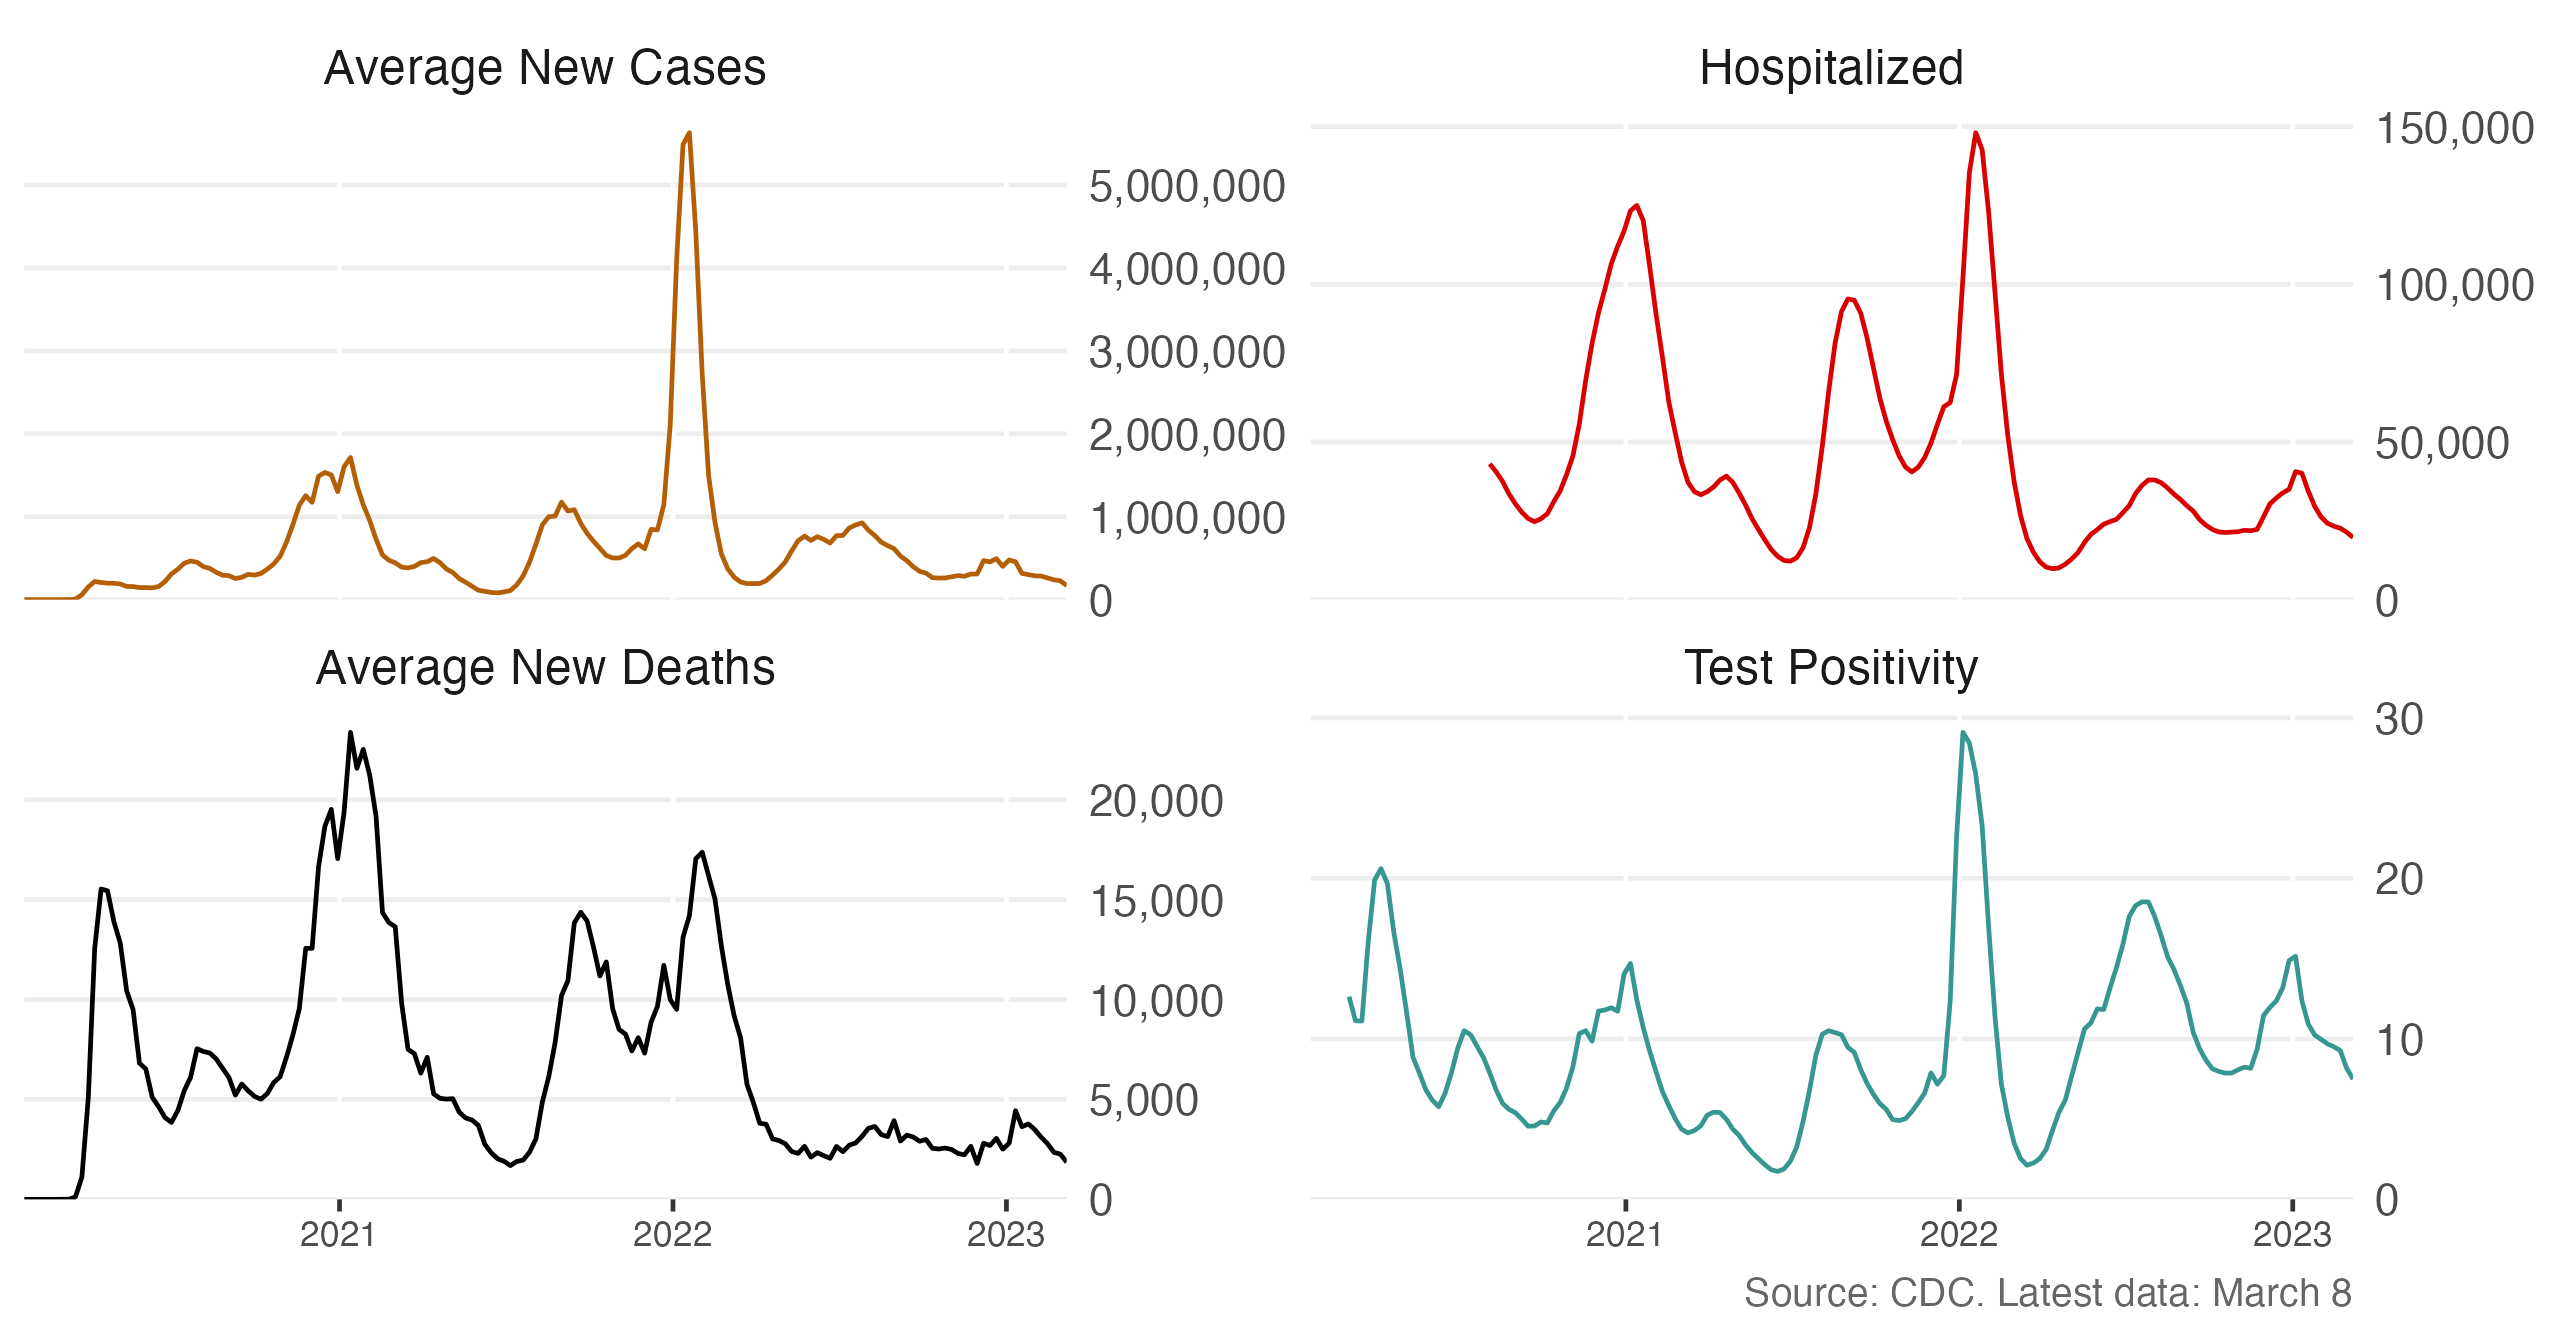 Average New Cases
5,000,000
4,000,000
3,000,000
2,000,000
1,000,000
0
Hospitalized
150,000
100,000
50,000
0
Average New Deaths
20,000
15,000
10,000
5,000
0
2021 2022 2023
Test Positivity
30
20
10
0
2021 2022 2023
Source: CDC. Latest data: March 8